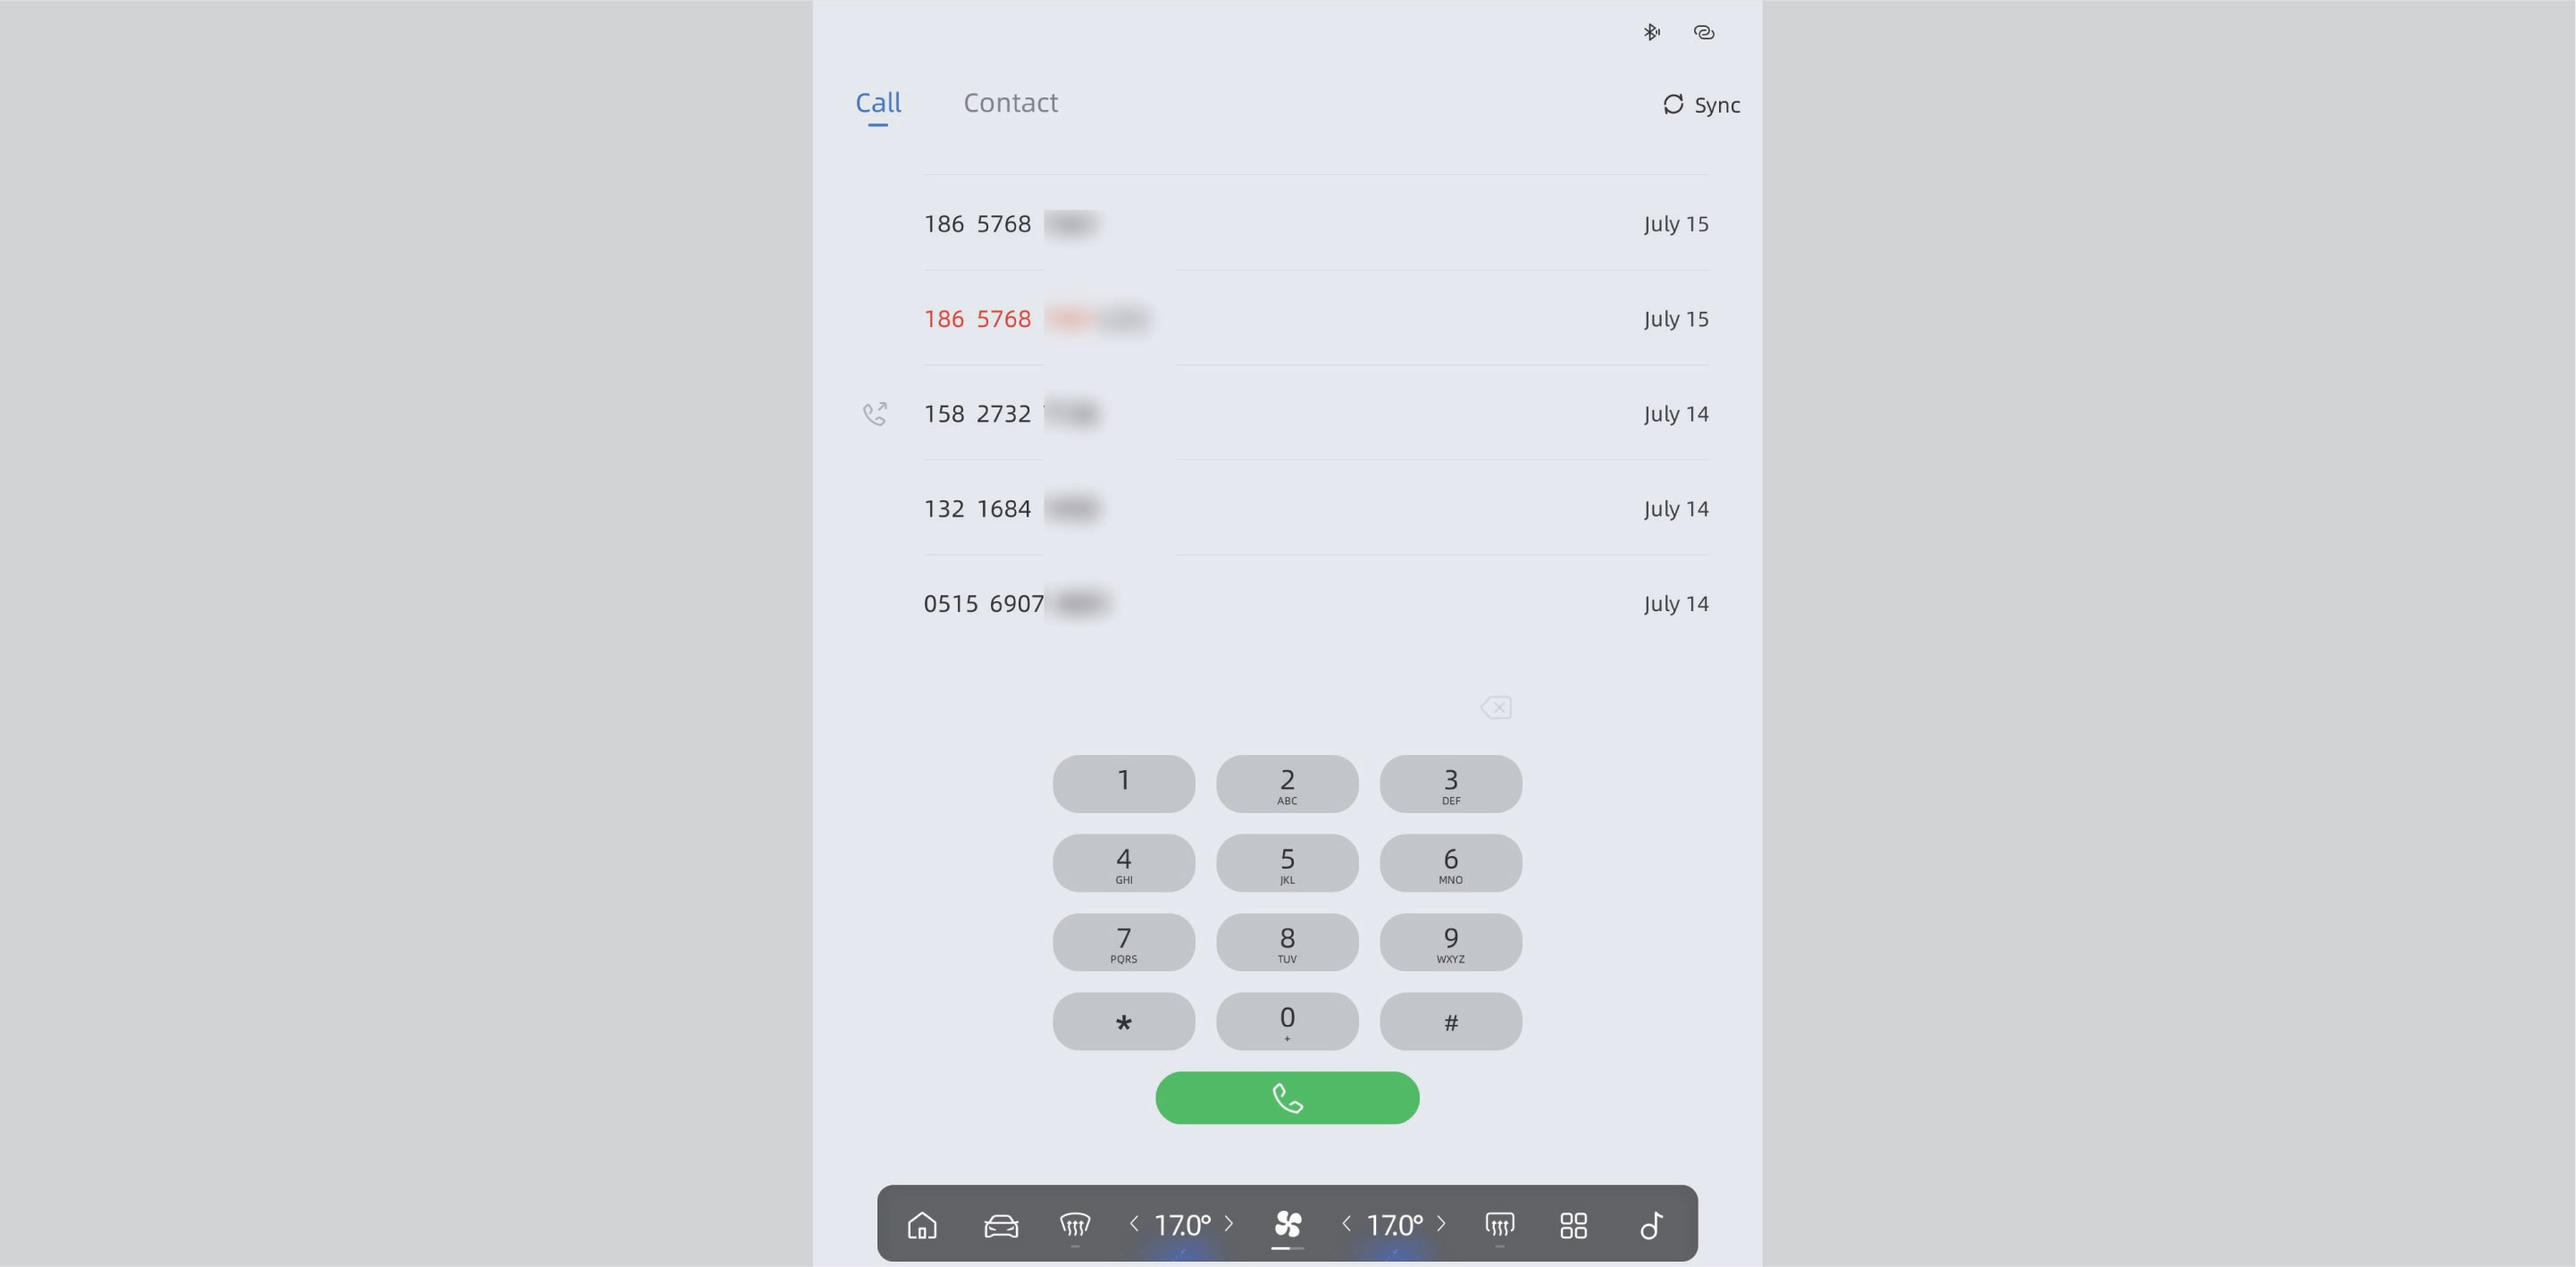 Call Contact Sync
186 5768 July 15
186 5768 July 15
158 2732 July 14
132 1684 July 14
0515 6907 July 14
1 2 3
ABC DEF
4 5 6
GHI JKL MNO
7 8 9
PQRS TUV WXYZ
* 0 #
+
< 17.0° > < 17.0° >